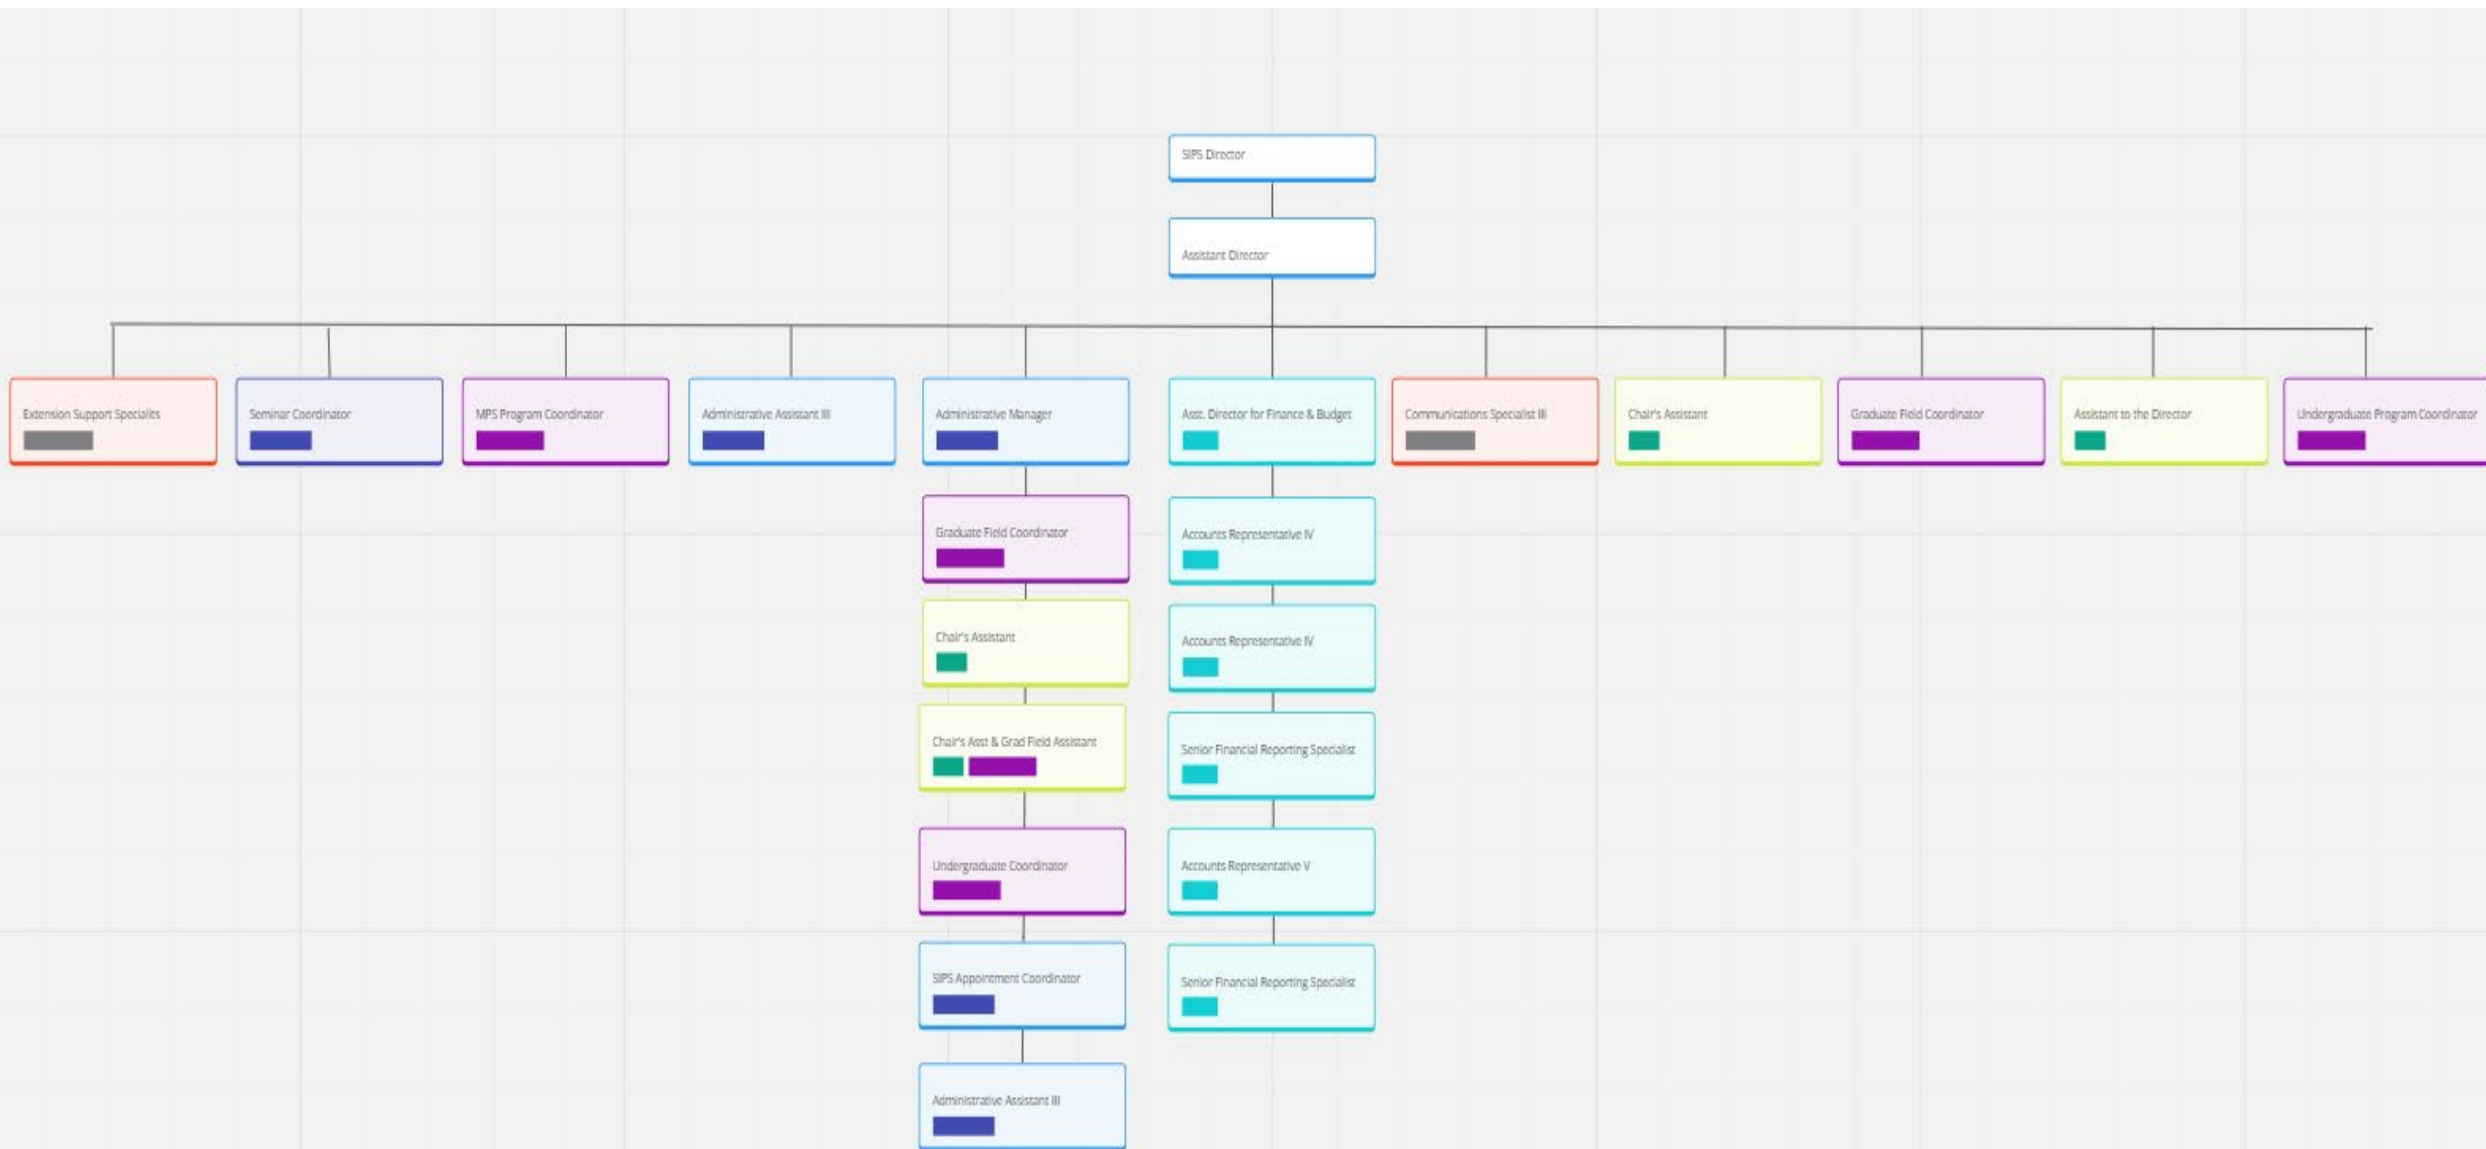 SIPS Director
Assistant Director
Extension Support Specialits
Seminar Coordinator
MPS Program Coordinator
Administrative Assistant III
Administrative Manager
Asst. Director for Finance & Budget
Communications Specialist III
Chair's Assistant
Graduate Field Coordinator
Assistant to the Director
Undergraduate Program Coordinator
Graduate Field Coordinator
Accounts Representative IV
Chair's Assistant
Accounts Representative IV
Chair's Asst & Grad Field Assistant
Senior Financial Reporting Specialist
Undergraduate Coordinator
Accounts Representative V
SIPS Appointment Coordinator
Senior Financial Reporting Specialist
Administrative Assistant III